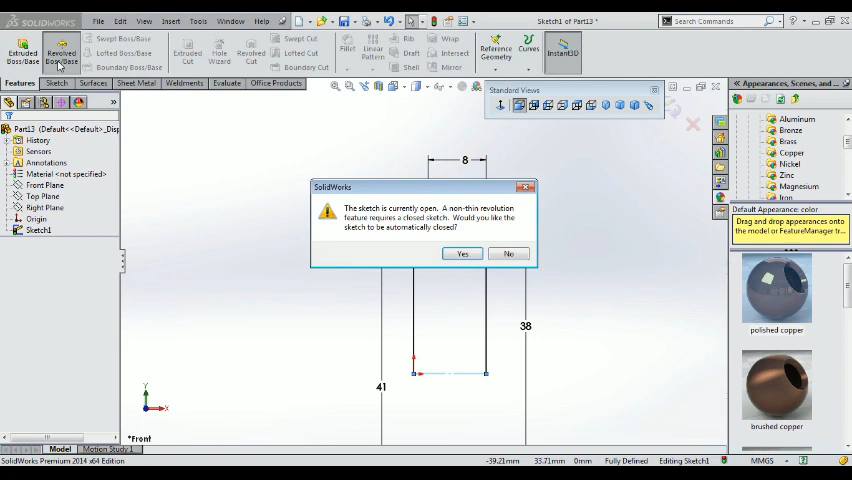 SOLIDWORKS
File Edit View Insert Tools Window Help
Sketch1 of Part13 *
Search Commands
Extruded Boss/Base
Revolved Boss/Base
Swept Boss/Base
Lofted Boss/Base
Boundary Boss/Base
Extruded Cut
Hole Wizard
Revolved Cut
Swept Cut
Lofted Cut
Boundary Cut
Fillet
Linear Pattern
Rib
Draft
Shell
Wrap
Intersect
Mirror
Reference Geometry
Curves
Instant3D
Features Sketch Surfaces Sheet Metal Weldments Evaluate Office Products
Standard Views
Appearances, Scenes, and...
Part13 (Default<<Default>_Disp
History
Sensors
Annotations
Material <not specified>
Front Plane
Top Plane
Right Plane
Origin
Sketch1
8
SolidWorks
The sketch is currently open. A non-thin revolution
feature requires a closed sketch. Would you like the
sketch to be automatically closed?
Yes No
38
41
Y
X
*Front
Aluminum
Bronze
Brass
Copper
Nickel
Zinc
Magnesium
Iron
Default Appearance: color
Drag and drop appearances onto
the model or FeatureManager tr...
polished copper
brushed copper
Model Motion Study 1
SolidWorks Premium 2014 x64 Edition
-39.21mm 33.71mm 0mm Fully Defined Editing Sketch1 MMGS